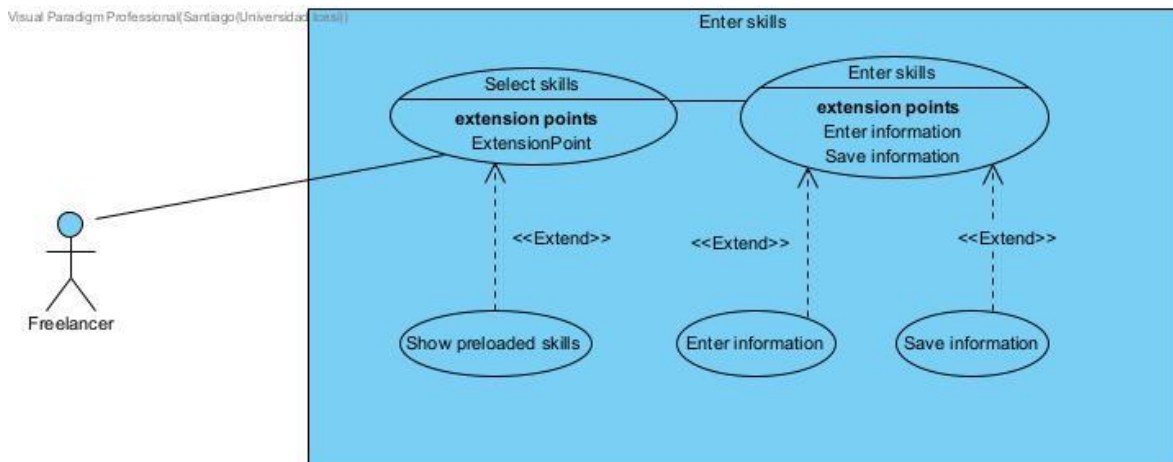 Visual Paradigm Professional(Santiago(Universidad Icesi))
Enter skills
Select skills
extension points
ExtensionPoint
Enter skills
extension points
Enter information
Save information
<<Extend>>
<<Extend>>
<<Extend>>
Freelancer
Show preloaded skills
Enter information
Save information